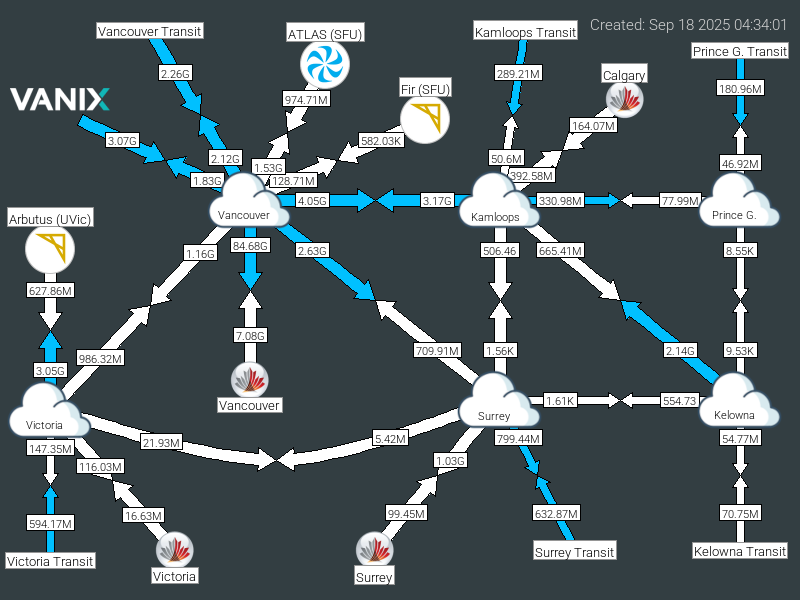 Created: Sep 18 2025 04:34:01
Vancouver Transit
ATLAS (SFU)
Kamloops Transit
Prince G. Transit
2.26G
289.21M
Calgary
Fir (SFU)
180.96M
VANIX
974.71M
164.07M
3.07G
582.03K
2.12G
1.53G
50.6M
46.92M
1.83G
128.71M
392.58M
4.05G
3.17G
330.98M
77.99M
Vancouver
Kamloops
Prince G.
Arbutus (UVic)
1.16G
84.68G
2.63G
506.46
665.41M
8.55K
627.86M
7.08G
986.32M
709.91M
1.56K
2.14G
9.53K
3.05G
Vancouver
1.61K
554.73
Victoria
Surrey
Kelowna
147.35M
21.93M
5.42M
799.44M
54.77M
116.03M
1.03G
594.17M
16.63M
99.45M
632.87M
70.75M
Victoria Transit
Victoria
Surrey
Surrey Transit
Kelowna Transit